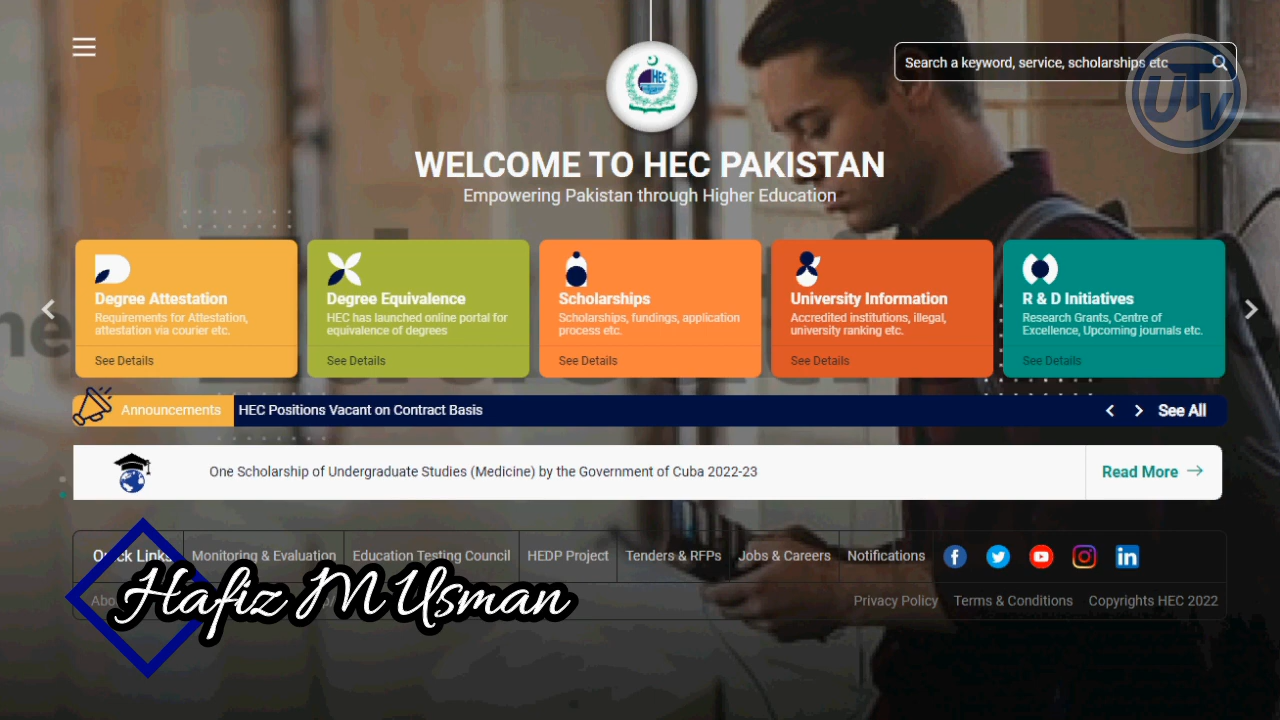 Search a keyword, service, scholarships etc
UTV
HEC
WELCOME TO HEC PAKISTAN
Empowering Pakistan through Higher Education
Degree Attestation
Requirements for Attestation,
attestation via courier etc.
See Details
Degree Equivalence
HEC has launched online portal for
equivalence of degrees
See Details
Scholarships
Scholarships, fundings, application
process etc.
See Details
University Information
Accredited institutions, illegal,
university ranking etc.
See Details
R & D Initiatives
Research Grants, Centre of
Excellence, Upcoming journals etc.
See Details
Announcements HEC Positions Vacant on Contract Basis See All
One Scholarship of Undergraduate Studies (Medicine) by the Government of Cuba 2022-23 Read More
Quick Links Monitoring & Evaluation Education Testing Council HEDP Project Tenders & RFPs Jobs & Careers Notifications
Privacy Policy Terms & Conditions Copyrights HEC 2022
Hafiz M Usman